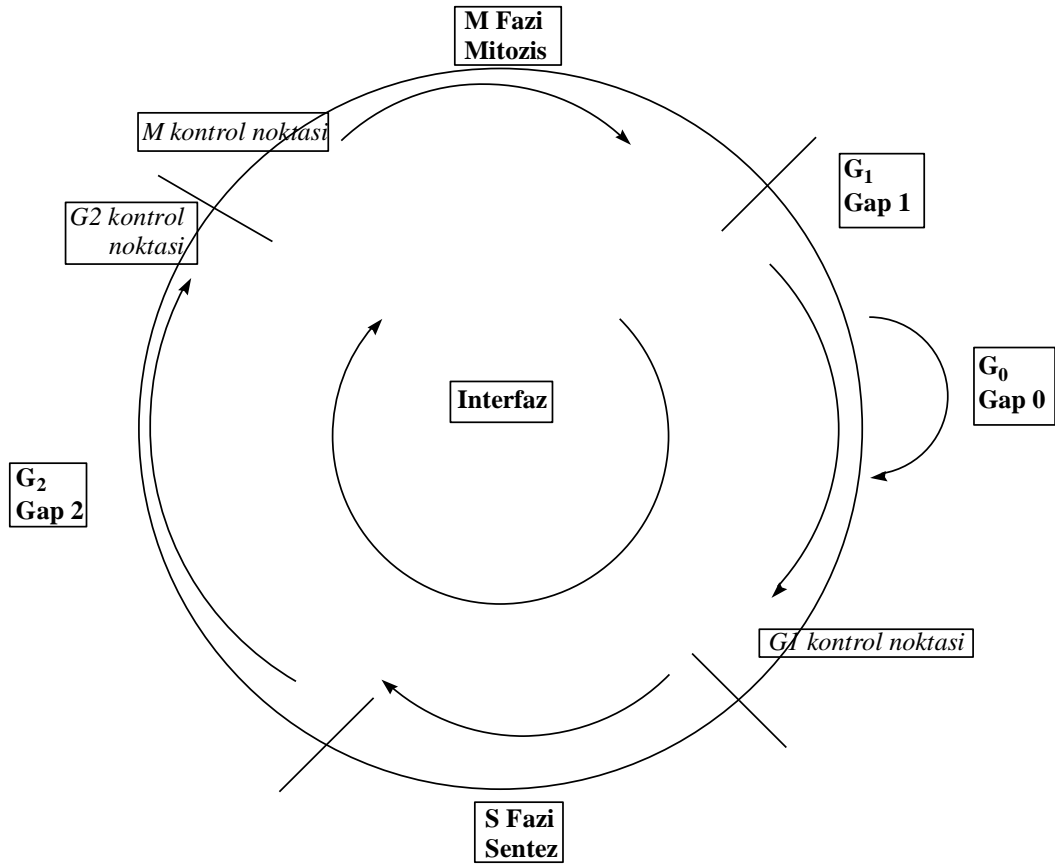 M Fazi
Mitozis
M kontrol noktasi
G₁
Gap 1
G2 kontrol
noktasi
G₀
Gap 0
Interfaz
G₂
Gap 2
G1 kontrol noktasi
S Fazi
Sentez